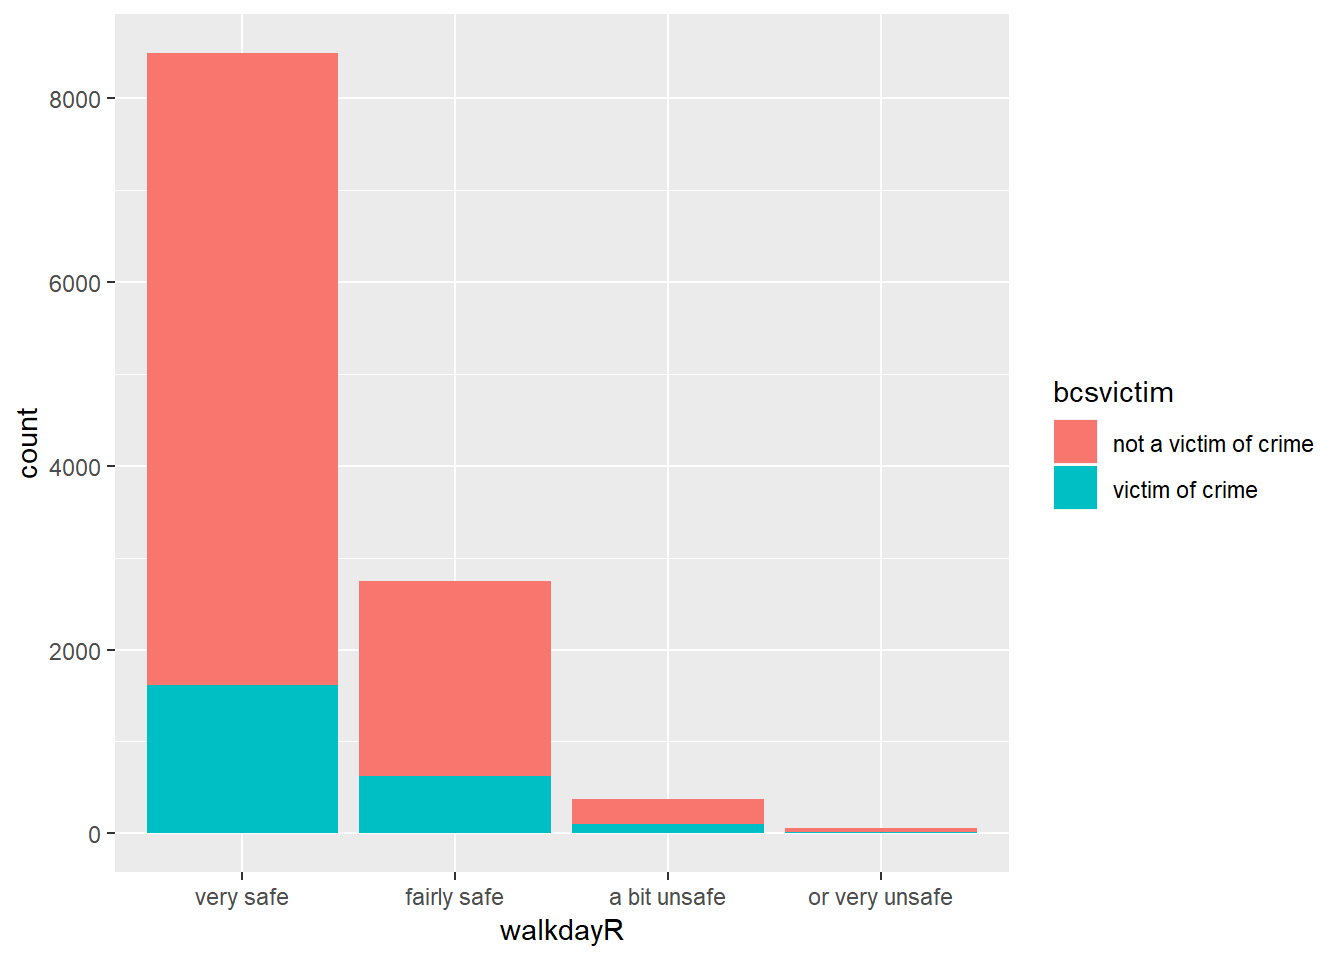 8000
6000
4000
2000
0
count
very safe
fairly safe
a bit unsafe
or very unsafe
walkdayR
bcsvictim
not a victim of crime
victim of crime